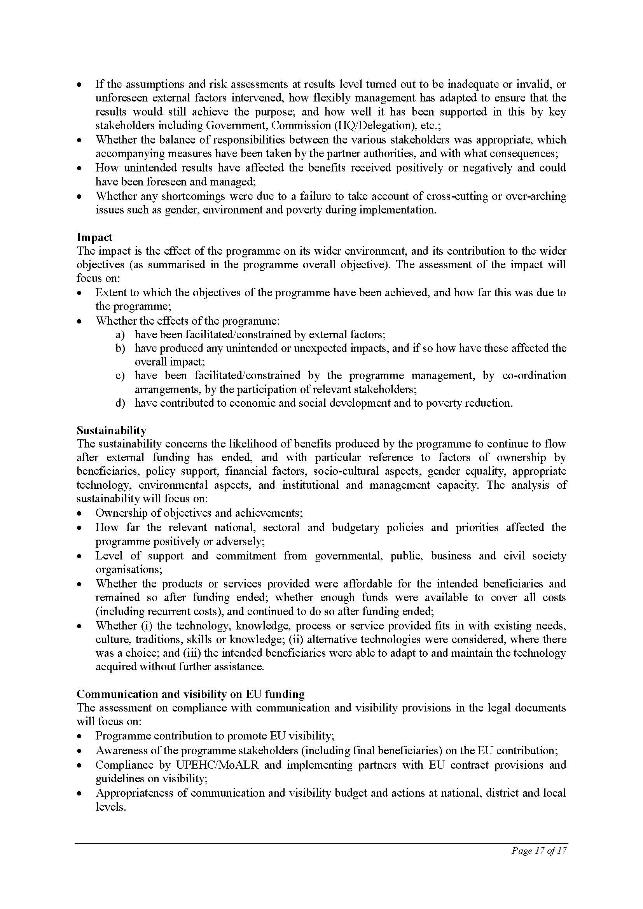 • If the assumptions and risk assessments at results level turned out to be inadequate or invalid, or
unforeseen external factors intervened, how flexibly management has adapted to ensure that the
results would still achieve the purpose; and how well it has been supported in this by key
stakeholders including Government, Commission (HQ/Delegation), etc.;
• Whether the balance of responsibilities between the various stakeholders was appropriate, which
accompanying measures have been taken by the partner authorities, and with what consequences;
• How unintended results have affected the benefits received positively or negatively and could
have been foreseen and managed;
• Whether any shortcomings were due to a failure to take account of cross-cutting or over-arching
issues such as gender, environment and poverty during implementation.
Impact
The impact is the effect of the programme on its wider environment, and its contribution to the wider
objectives (as summarised in the programme overall objective). The assessment of the impact will
focus on:
• Extent to which the objectives of the programme have been achieved, and how far this was due to
the programme;
• Whether the effects of the programme:
a) have been facilitated/constrained by external factors;
b) have produced any unintended or unexpected impacts, and if so how have these affected the
overall impact;
c) have been facilitated/constrained by the programme management, by co-ordination
arrangements, by the participation of relevant stakeholders;
d) have contributed to economic and social development and to poverty reduction.
Sustainability
The sustainability concerns the likelihood of benefits produced by the programme to continue to flow
after external funding has ended, and with particular reference to factors of ownership by
beneficiaries, policy support, financial factors, socio-cultural aspects, gender equality, appropriate
technology, environmental aspects, and institutional and management capacity. The analysis of
sustainability will focus on:
• Ownership of objectives and achievements;
• How far the relevant national, sectoral and budgetary policies and priorities affected the
programme positively or adversely;
• Level of support and commitment from governmental, public, business and civil society
organisations;
• Whether the products or services provided were affordable for the intended beneficiaries and
remained so after funding ended; whether enough funds were available to cover all costs
(including recurrent costs), and continued to do so after funding ended;
• Whether (i) the technology, knowledge, process or service provided fits in with existing needs,
culture, traditions, skills or knowledge; (ii) alternative technologies were considered, where there
was a choice; and (iii) the intended beneficiaries were able to adapt to and maintain the technology
acquired without further assistance.
Communication and visibility on EU funding
The assessment on compliance with communication and visibility provisions in the legal documents
will focus on:
• Programme contribution to promote EU visibility;
• Awareness of the programme stakeholders (including final beneficiaries) on the EU contribution;
• Compliance by UPEHC/MoALR and implementing partners with EU contract provisions and
guidelines on visibility;
• Appropriateness of communication and visibility budget and actions at national, district and local
levels.
Page 17 of 17